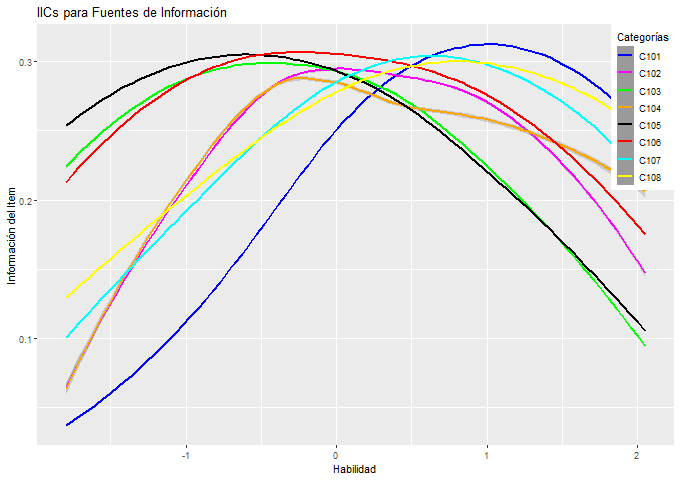 IICs para Fuentes de Información
Categorías
C101
C102
C103
C104
C105
C106
C107
C108
Información del Item
0.3
0.2
0.1
-1
0
1
2
Habilidad